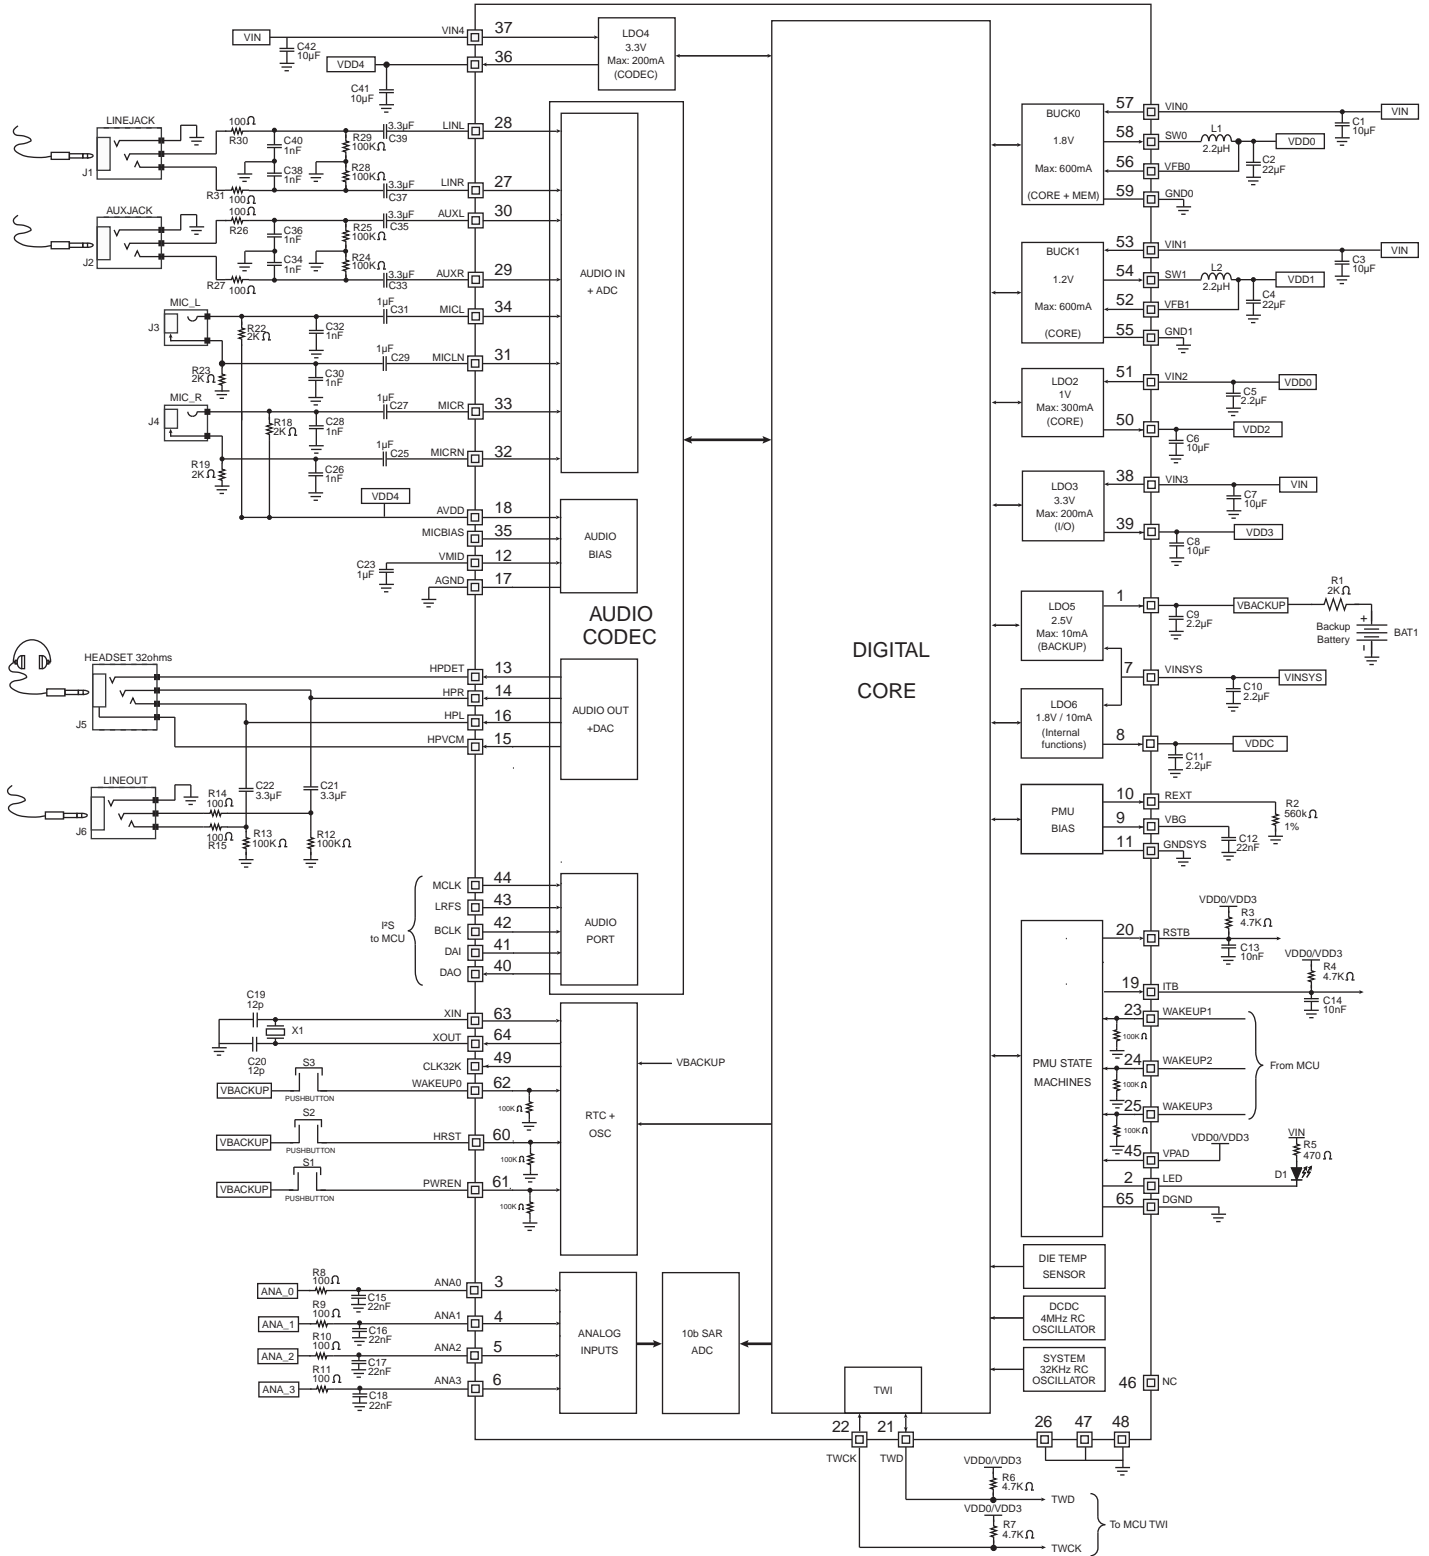 VIN
C42
10µF
VIN4
37
VDD4
36
C41
10µF
LDO4
3.3V
Max: 200mA
(CODEC)
LINEJACK
J1
100Ω
R30
C40
1nF
R29
100KΩ
3.3µF
C39
LINL
28
C38
1nF
R28
100KΩ
R31
100Ω
3.3µF
C37
LINR
27
AUXJACK
J2
100Ω
R26
C36
1nF
R25
100KΩ
3.3µF
C35
AUXL
30
C34
1nF
R24
100KΩ
R27
100Ω
3.3µF
C33
AUXR
29
AUDIO IN
+ ADC
MIC_L
J3
R22
2KΩ
C32
1nF
1µF
C31
MICL
34
R23
2KΩ
C30
1nF
1µF
C29
MICLN
31
MIC_R
J4
R18
2KΩ
C28
1nF
1µF
C27
MICR
33
R19
2KΩ
C26
1nF
1µF
C25
MICRN
32
VDD4
AVDD
18
MICBIAS
35
C23
1µF
VMID
12
AGND
17
AUDIO
BIAS
AUDIO
CODEC
HEADSET 32ohms
J5
HPDET
13
HPR
14
HPL
16
HPVCM
15
AUDIO OUT
+DAC
LINEOUT
J6
R14
100Ω
100Ω
R15
C22
3.3µF
C21
3.3µF
R13
100KΩ
R12
100KΩ
I²S
to MCU
MCLK
44
LRFS
43
BCLK
42
DAI
41
DAO
40
AUDIO
PORT
C19
12p
X1
C20
12p
XIN
63
XOUT
64
CLK32K
49
VBACKUP
S3
PUSHBUTTON
WAKEUP0
62
100KΩ
VBACKUP
S2
PUSHBUTTON
HRST
60
100KΩ
VBACKUP
S1
PUSHBUTTON
PWREN
61
100KΩ
RTC +
OSC
VBACKUP
ANA_0
R8
100Ω
C15
22nF
ANA0
3
ANA_1
R9
100Ω
C16
22nF
ANA1
4
ANA_2
R10
100Ω
C17
22nF
ANA2
5
ANA_3
R11
100Ω
C18
22nF
ANA3
6
ANALOG
INPUTS
10b SAR
ADC
DIGITAL
CORE
TWI
22
21
TWCK
TWD
VDD0/VDD3
R6
4.7KΩ
TWD
VDD0/VDD3
R7
4.7KΩ
TWCK
To MCU TWI
BUCK0
1.8V
Max: 600mA
(CORE + MEM)
57
VIN0
VIN
C1
10µF
58
SW0
L1
2.2µH
VDD0
C2
22µF
56
VFB0
59
GND0
BUCK1
1.2V
Max: 600mA
(CORE)
53
VIN1
VIN
C3
10µF
54
SW1
L2
2.2µH
VDD1
C4
22µF
52
VFB1
55
GND1
LDO2
1V
Max: 300mA
(CORE)
51
VIN2
VDD0
C5
2.2µF
50
VDD2
C6
10µF
LDO3
3.3V
Max: 200mA
(I/O)
38
VIN3
VIN
C7
10µF
39
VDD3
C8
10µF
LDO5
2.5V
Max: 10mA
(BACKUP)
1
VBACKUP
C9
2.2µF
R1
2KΩ
Backup
Battery
+
-
BAT1
7
VINSYS
VINSYS
C10
2.2µF
LDO6
1.8V / 10mA
(Internal
functions)
8
VDDC
C11
2.2µF
PMU
BIAS
10
REXT
R2
560kΩ
1%
9
VBG
C12
22nF
11
GNDSYS
PMU STATE
MACHINES
VDD0/VDD3
R3
4.7KΩ
20
RSTB
C13
10nF
VDD0/VDD3
R4
4.7KΩ
19
ITB
C14
10nF
23
WAKEUP1
100KΩ
24
WAKEUP2
100KΩ
25
WAKEUP3
100KΩ
From MCU
45
VPAD
VDD0/VDD3
VIN
R5
470 Ω
D1
2
LED
65
DGND
DIE TEMP
SENSOR
DCDC
4MHz RC
OSCILLATOR
SYSTEM
32KHz RC
OSCILLATOR
46
NC
26
47
48